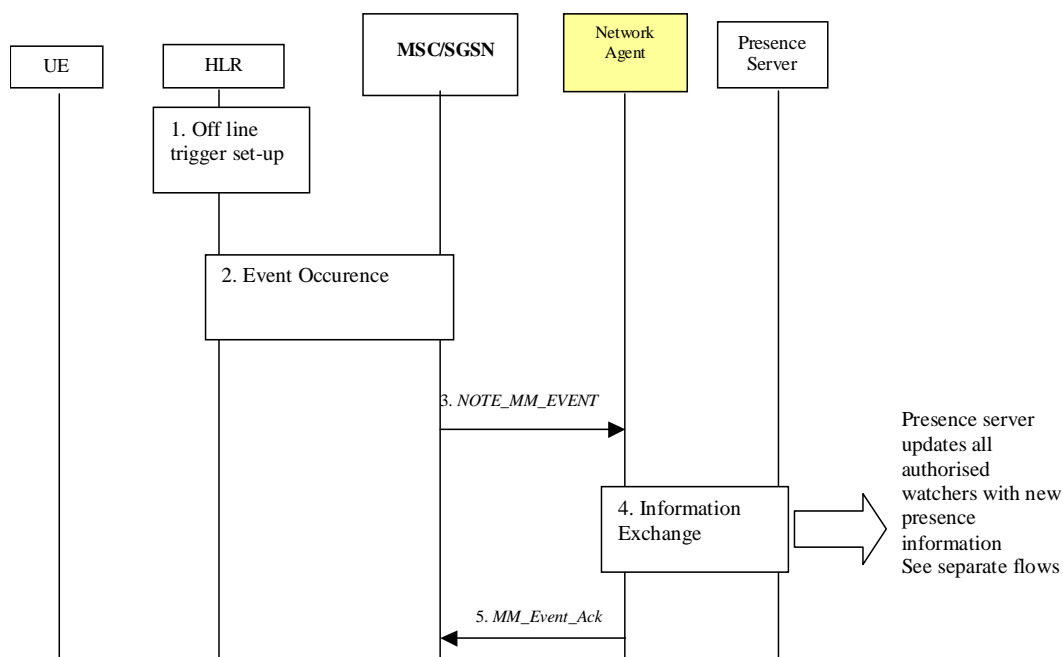 UE
HLR
MSC/SGSN
Network
Agent
Presence
Server
1. Off line
trigger set-up
2. Event Occurence
3. NOTE_MM_EVENT
4. Information
Exchange
Presence server
updates all
authorised
watchers with new
presence
information
See separate flows
5. MM_Event_Ack